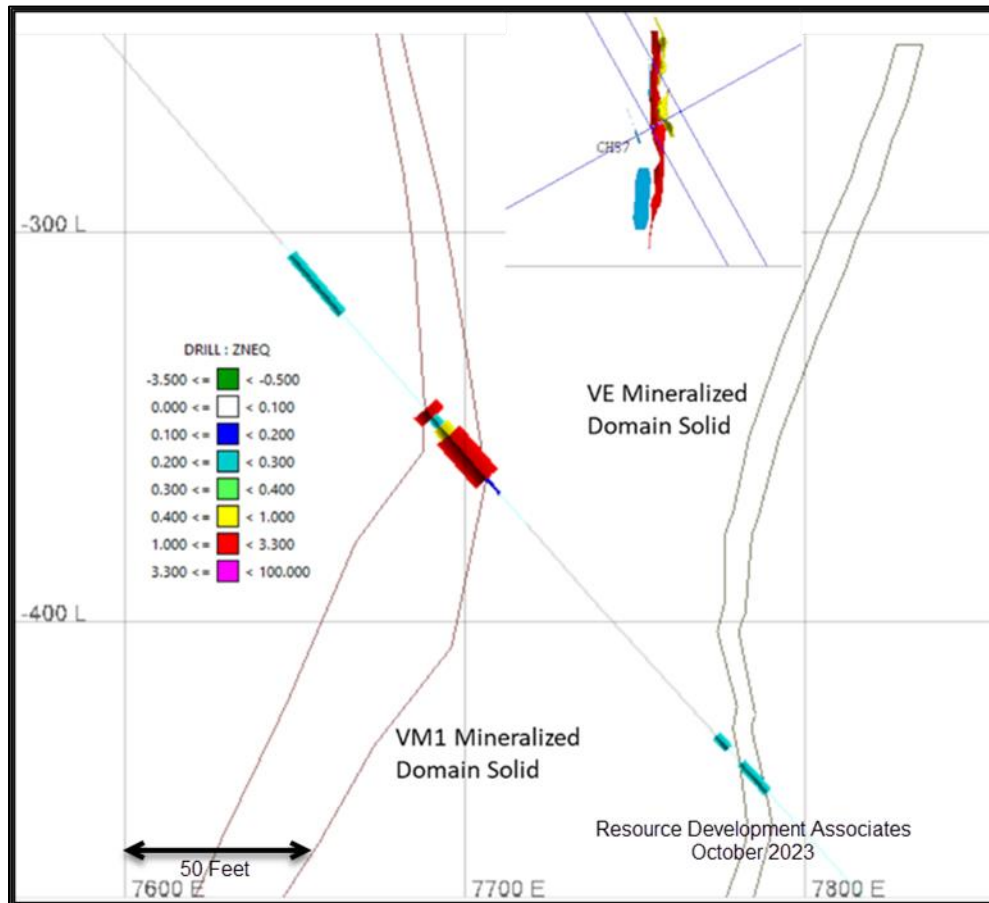 CH57
-300 L
DRILL : ZNEQ
-3.500 <= < -0.500
0.000 <= < 0.100
0.100 <= < 0.200
0.200 <= < 0.300
0.300 <= < 0.400
0.400 <= < 1.000
1.000 <= < 3.300
3.300 <= < 100.000
VE Mineralized
Domain Solid
-400 L
VM1 Mineralized
Domain Solid
Resource Development Associates
October 2023
50 Feet
7600 E
7700 E
7800 E